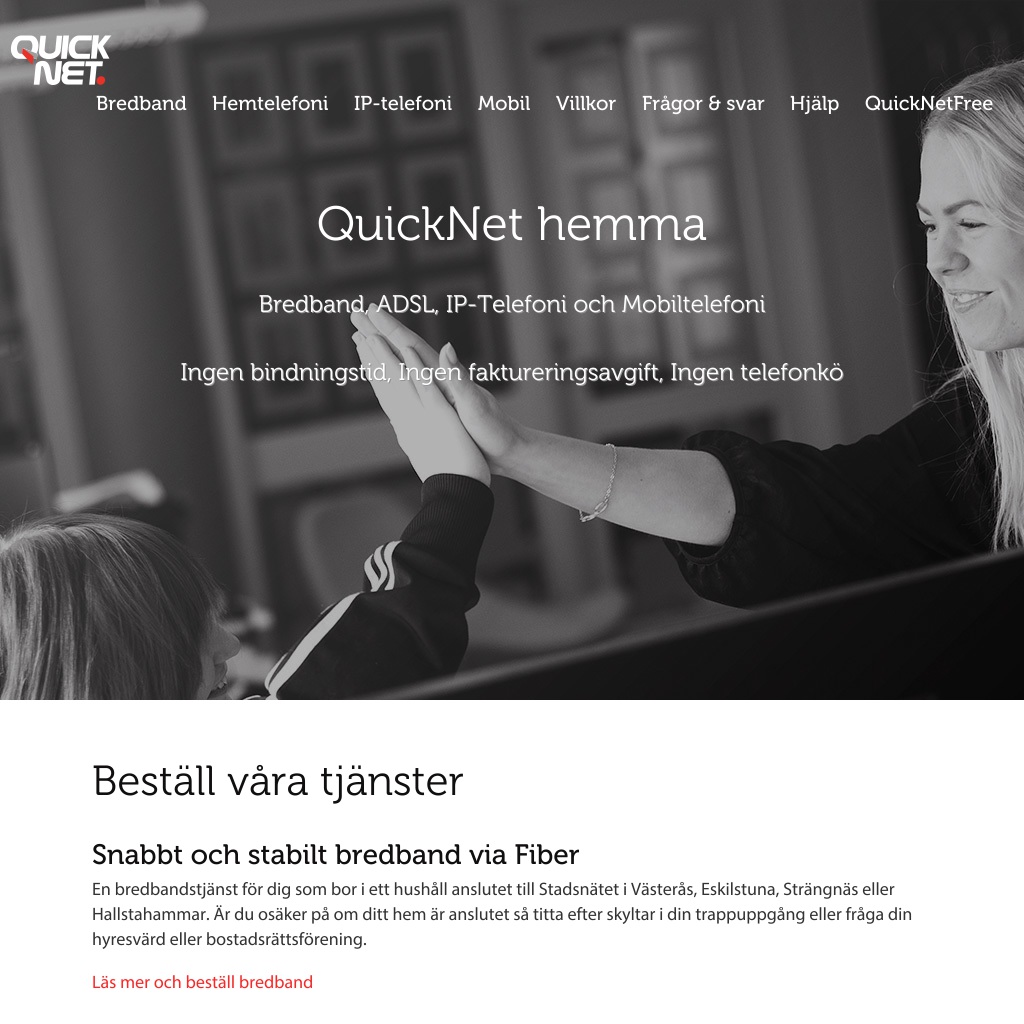 QUICK
NET.
Bredband Hemtelefoni IP-telefoni Mobil Villkor Frågor & svar Hjälp QuickNetFree
QuickNet hemma
Bredband, ADSL, IP-Telefoni och Mobiltelefoni
Ingen bindningstid, Ingen faktureringsavgift, Ingen telefonkö
Beställ våra tjänster
Snabbt och stabilt bredband via Fiber
En bredbandstjänst för dig som bor i ett hushåll anslutet till Stadsnätet i Västerås, Eskilstuna, Strängnäs eller
Hallstahammar. Är du osäker på om ditt hem är anslutet så titta efter skyltar i din trappuppgång eller fråga din
hyresvärd eller bostadsrättsförening.
Läs mer och beställ bredband